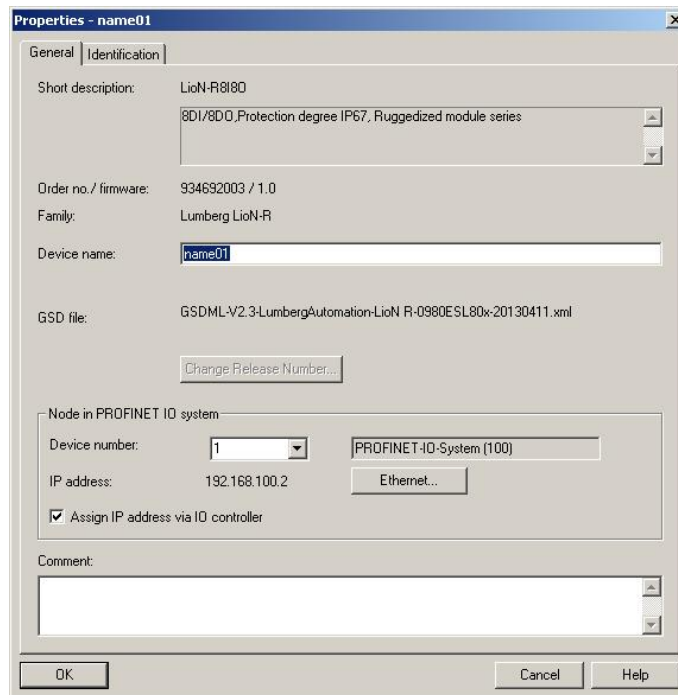 Properties - name01
General
Identification
Short description: LioN-R8I8O
8DI/8DO,Protection degree IP67, Ruggedized module series
Order no./ firmware: 934692003 / 1.0
Family: Lumberg LioN-R
Device name: name01
GSD file: GSDML-V2.3-LumbergAutomation-LioN R-0980ESL80x-20130411.xml
Change Release Number...
Node in PROFINET IO system
Device number: 1 PROFINET-IO-System (100)
IP address: 192.168.100.2 Ethernet...
Assign IP address via IO controller
Comment:
OK Cancel Help